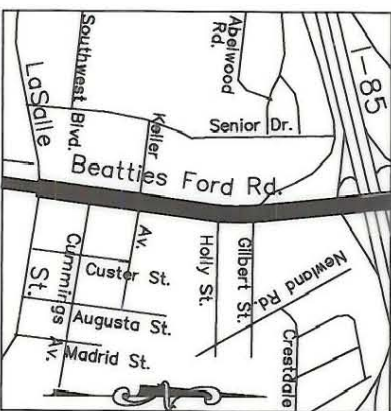 Abelwood
Rd.
I-85
Southwest Blvd.
LaSalle
Keller
Senior Dr.
Beatties Ford Rd.
Av.
Holly St.
Gilbert St.
Newland Rd.
Cummings
Av.
St.
Custer St.
Augusta St.
Madrid St.
Crestdale